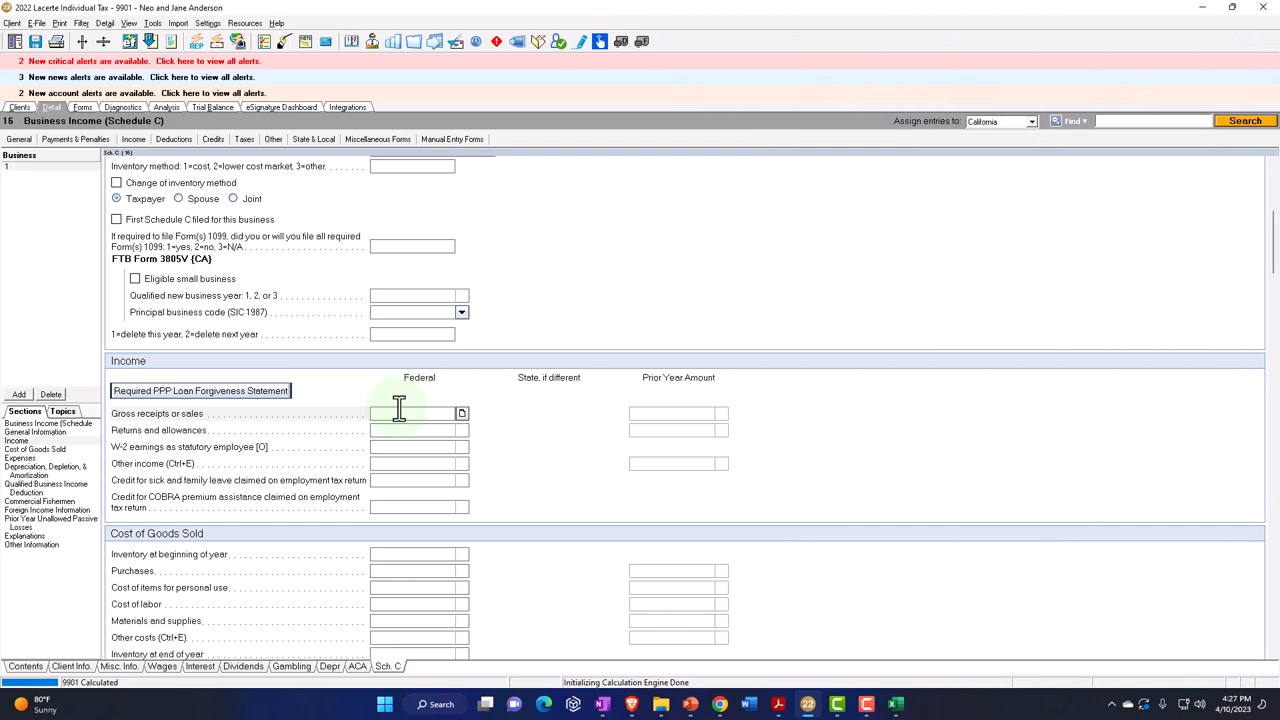 2022 Lacerte Individual Tax - 9901 - Neo and Jane Anderson
Client E-File Print Filter Detail View Tools Import Settings Resources Help
2 New critical alerts are available. Click here to view all alerts.
3 New news alerts are available. Click here to view all alerts.
2 New account alerts are available. Click here to view all alerts.
Clients Detail Forms Diagnostics Analysis Trial Balance eSignature Dashboard Integrations
16 Business Income (Schedule C) Assign entries to: California Find Search
General Payments & Penalties Income Deductions Credits Taxes Other State & Local Miscellaneous Forms Manual Entry Forms
Business
1
Add Delete
Sections Topics
Business Income (Schedule
General Information
Income
Cost of Goods Sold
Expenses
Depreciation, Depletion, &
Amortization
Qualified Business Income
Deduction
Commercial Fishermen
Foreign Income Information
Prior Year Unallowed Passive
Losses
Explanations
Other Information
Sch. C (16)
Inventory method: 1=cost, 2=lower cost market, 3=other
Change of inventory method
Taxpayer Spouse Joint
First Schedule C filed for this business
If required to file Form(s) 1099, did you or will you file all required
Form(s) 1099: 1=yes, 2=no, 3=N/A
FTB Form 3805V {CA}
Eligible small business
Qualified new business year: 1, 2, or 3
Principal business code (SIC 1987)
1=delete this year, 2=delete next year
Income
Federal State, if different Prior Year Amount
Required PPP Loan Forgiveness Statement
Gross receipts or sales
Returns and allowances
W-2 earnings as statutory employee [O]
Other income (Ctrl+E)
Credit for sick and family leave claimed on employment tax return
Credit for COBRA premium assistance claimed on employment
tax return
Cost of Goods Sold
Inventory at beginning of year
Purchases
Cost of items for personal use
Cost of labor
Materials and supplies
Other costs (Ctrl+E)
Inventory at end of year
Contents Client Info. Misc. Info. Wages Interest Dividends Gambling Depr ACA Sch. C
9901 Calculated Initializing Calculation Engine Done
80°F
Sunny
Search
4:27 PM
4/10/2023